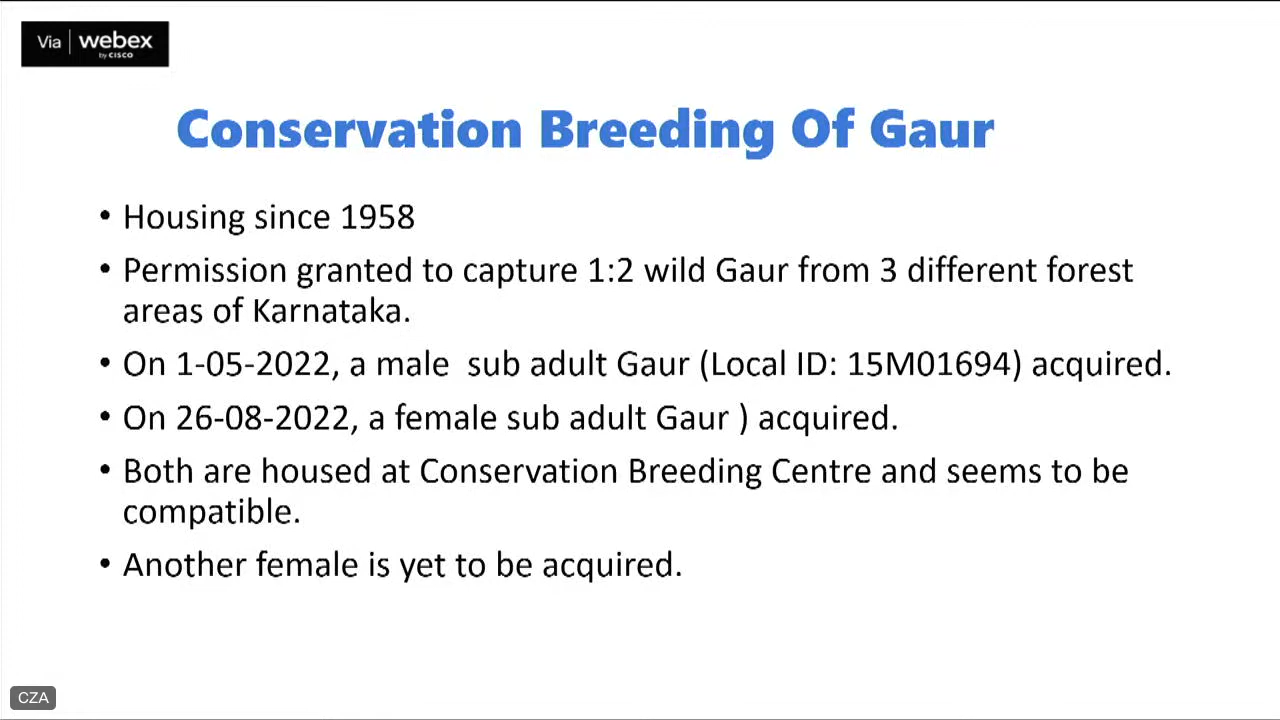 Via | webex
by CISCO
Conservation Breeding Of Gaur
• Housing since 1958
• Permission granted to capture 1:2 wild Gaur from 3 different forest
areas of Karnataka.
• On 1-05-2022, a male  sub adult Gaur (Local ID: 15M01694) acquired.
• On 26-08-2022, a female sub adult Gaur ) acquired.
• Both are housed at Conservation Breeding Centre and seems to be
compatible.
• Another female is yet to be acquired.
CZA